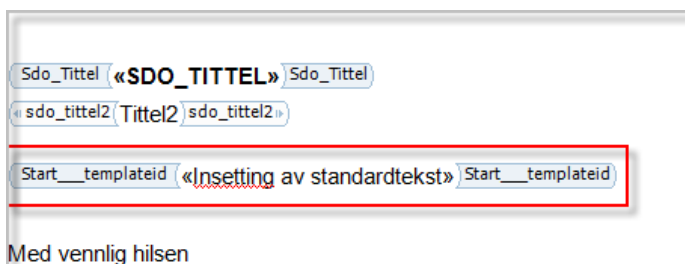 Sdo_Tittel «SDO_TITTEL» Sdo_Tittel
sdo_tittel2 Tittel2 sdo_tittel2
Start___templateid «Insetting av standardtekst» Start___templateid
Med vennlig hilsen